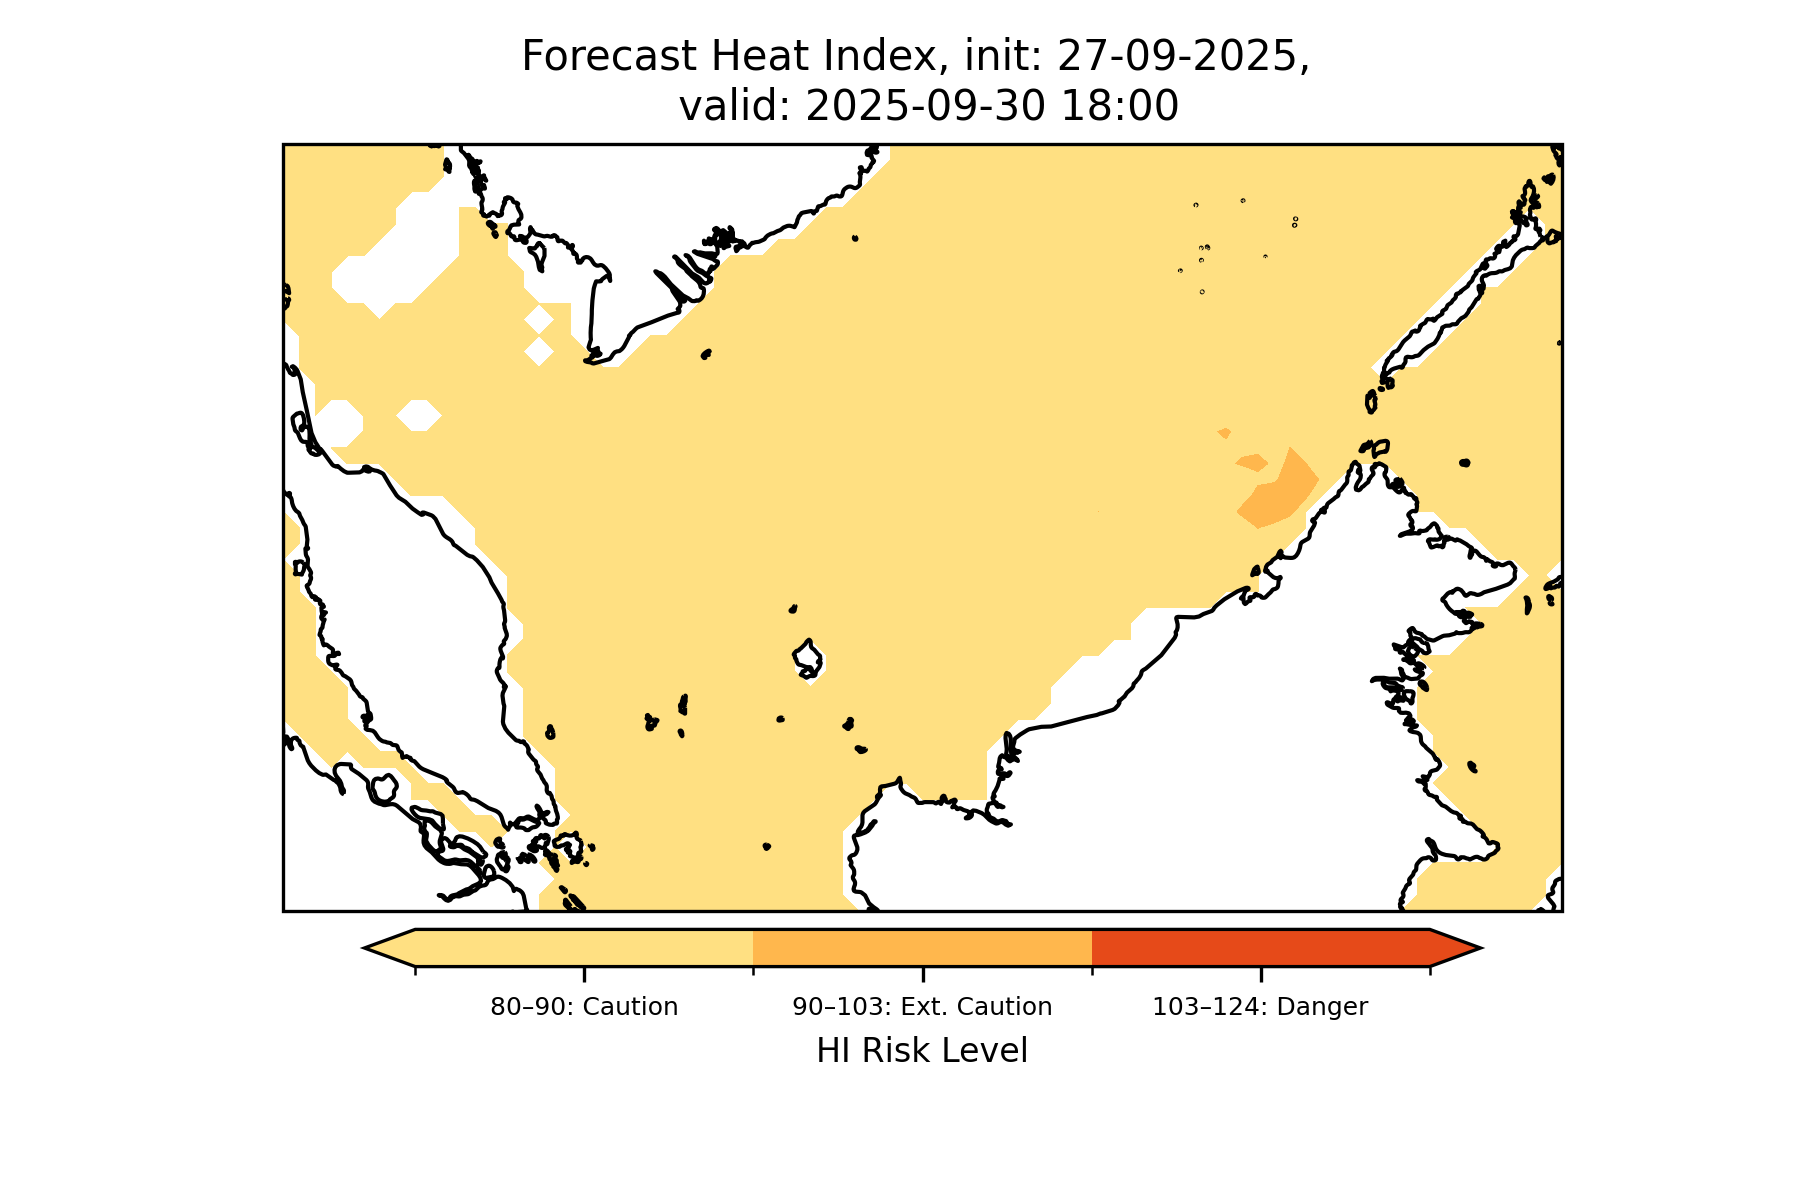 Forecast Heat Index, init: 27-09-2025,
valid: 2025-09-30 18:00
80–90: Caution
90–103: Ext. Caution
103–124: Danger
HI Risk Level